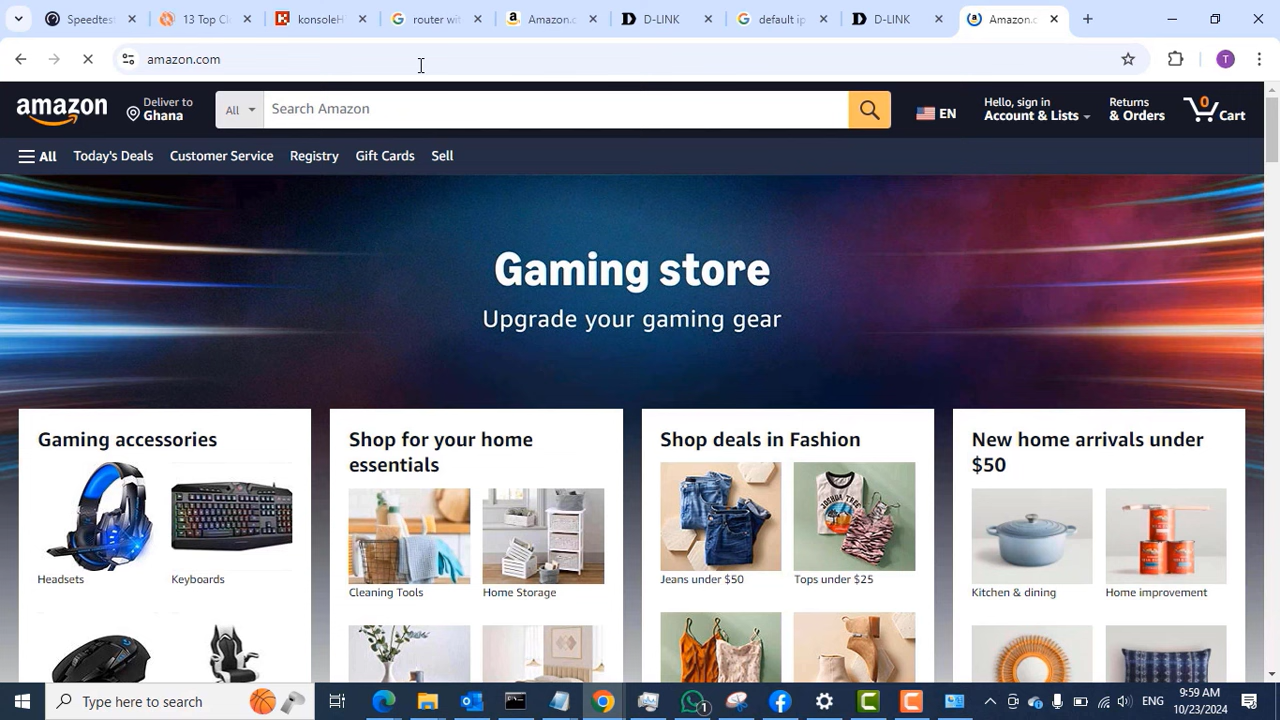 Speedtest
13 Top Cl
konsoleH
router wit
Amazon.c
D-LINK
default ip
D-LINK
Amazon.c
amazon.com
T
amazon
Deliver to
Ghana
All
Search Amazon
EN
Hello, sign in
Account & Lists
Returns
& Orders
0
Cart
All
Today's Deals
Customer Service
Registry
Gift Cards
Sell
Gaming store
Upgrade your gaming gear
Gaming accessories
Headsets
Keyboards
Shop for your home
essentials
Cleaning Tools
Home Storage
Shop deals in Fashion
Jeans under $50
Tops under $25
New home arrivals under
$50
Kitchen & dining
Home improvement
Type here to search
1
ENG
9:59 AM
10/23/2024